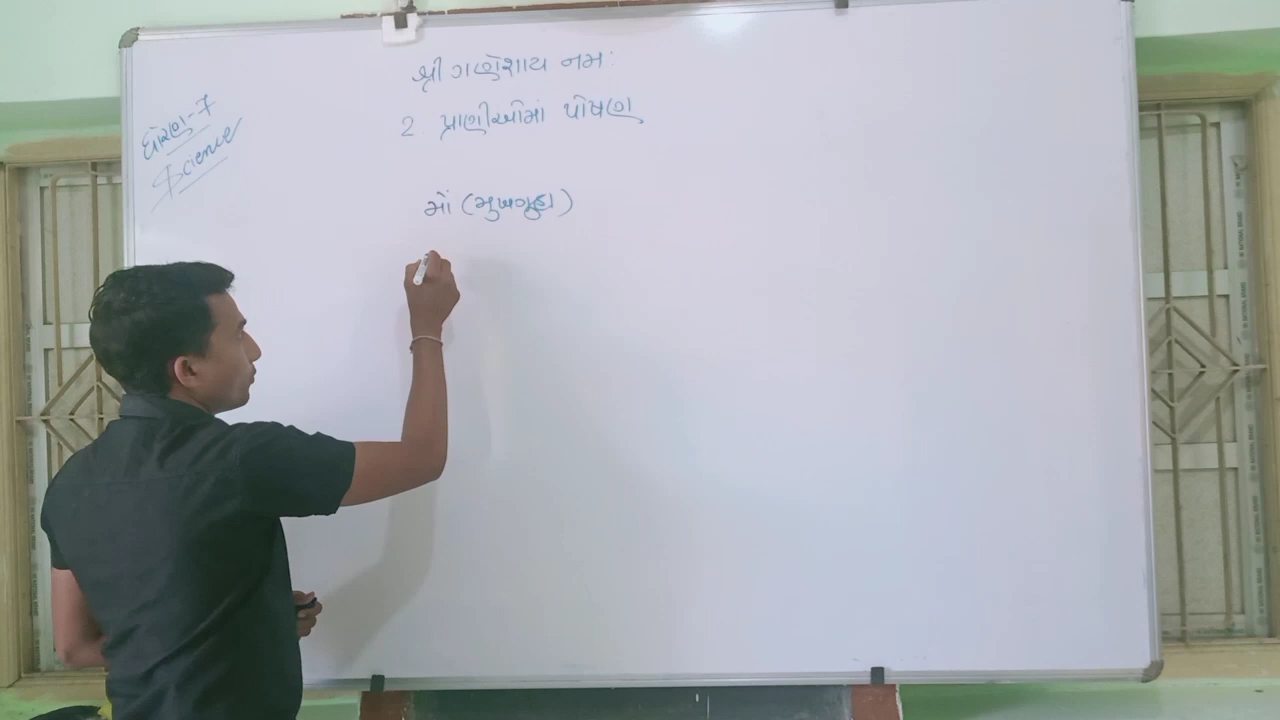 શ્રી ગણેશાય નમઃ
ધોરણ-7
Science
2. પ્રાણીઓમાં પોષણ
મોં (મુખગુહા)